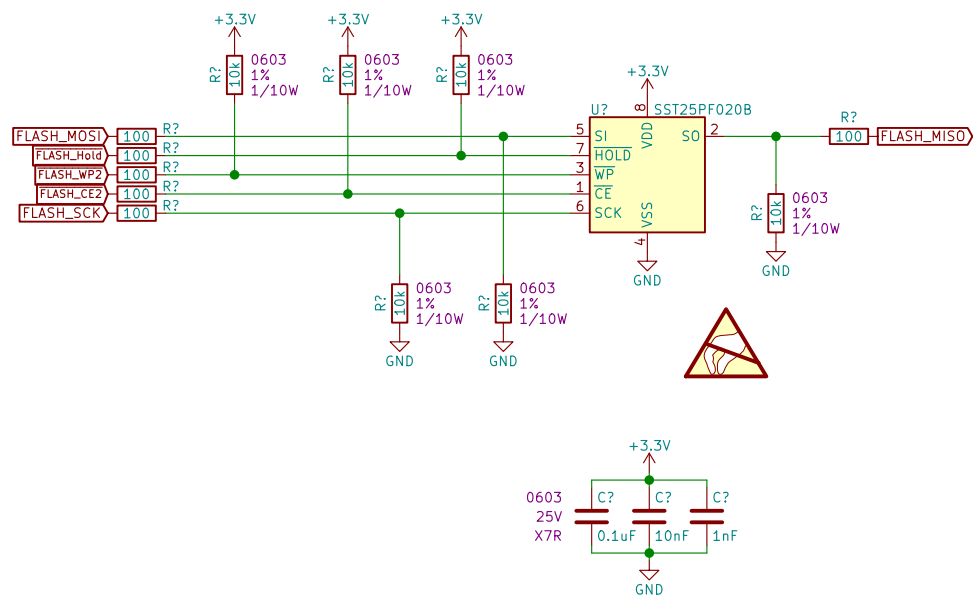 +3.3V
+3.3V
+3.3V
R?
10k
0603
1%
1/10W
R?
10k
0603
1%
1/10W
R?
10k
0603
1%
1/10W
+3.3V
U?
SST25PF020B
8
VDD
FLASH_MOSI
100
R?
5
SI
SO
2
R?
100
FLASH_MISO
FLASH_Hold
100
7
HOLD
FLASH_WP2
100
R?
3
WP
FLASH_CE2
100
R?
1
CE
FLASH_SCK
100
R?
6
SCK
VSS
4
GND
R?
10k
0603
1%
1/10W
GND
R?
10k
0603
1%
1/10W
GND
R?
10k
0603
1%
1/10W
GND
+3.3V
0603
25V
X7R
C?
0.1uF
C?
10nF
C?
1nF
GND